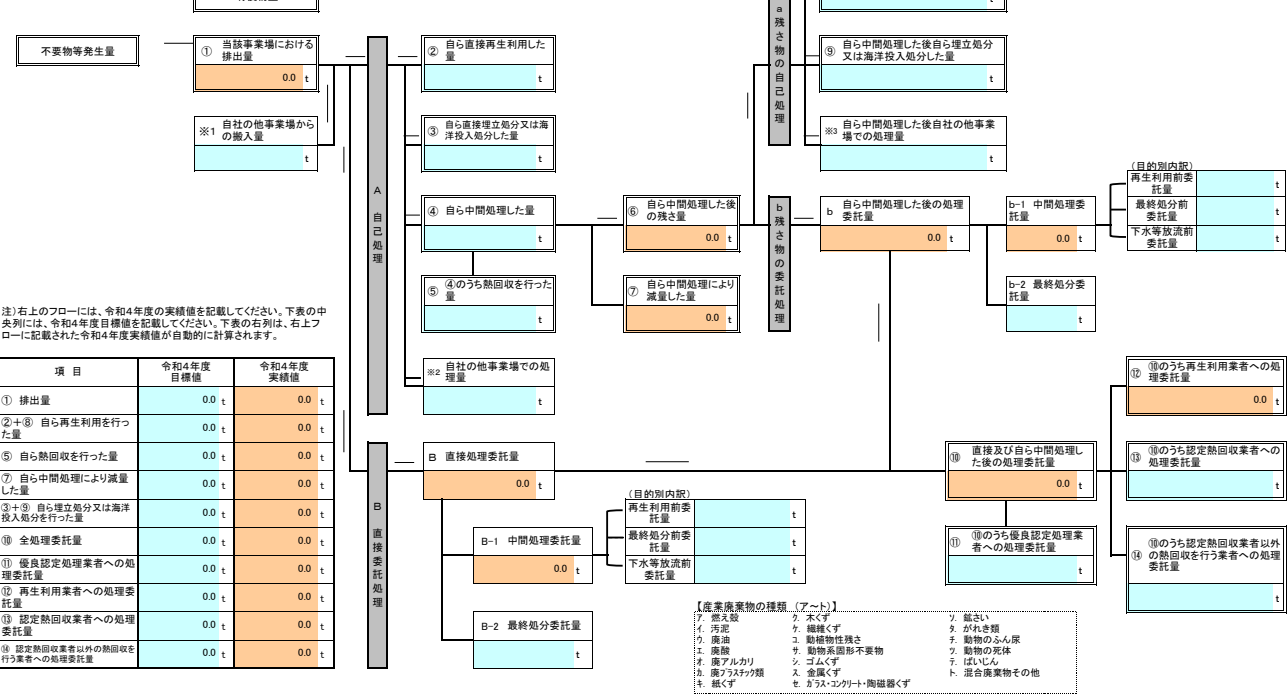 不要物等発生量
① 当該事業場における
排出量
0.0 t
※1 自社の他事業場から
の搬入量
t
A 自己処理
② 自ら直接再生利用した
量
t
③ 自ら直接埋立処分又は海
洋投入処分した量
t
④ 自ら中間処理した量
t
⑤ ④のうち熱回収を行った
量
t
※2 自社の他事業場での処
理量
t
⑥ 自ら中間処理した後
の残さ量
0.0 t
⑦ 自ら中間処理により
減量した量
0.0 t
a 残さ物の自己処理
t
⑨ 自ら中間処理した後自ら埋立処分
又は海洋投入処分した量
t
※3 自ら中間処理した後自社の他事業
場での処理量
t
b 残さ物の委託処理
b 自ら中間処理した後の処理
委託量
0.0 t
b-1 中間処理委
託量
0.0 t
b-2 最終処分委
託量
t
(目的別内訳)
再生利用前委
託量
t
最終処分前
委託量
t
下水等放流前
委託量
t
注)右上のフローには、令和4年度の実績値を記載してください。下表の中
央列には、令和4年度目標値を記載してください。下表の右列は、右上フ
ローに記載された令和4年度実績値が自動的に計算されます。
項 目 令和4年度
目標値 令和4年度
実績値
① 排出量 0.0 t 0.0 t
②+⑧ 自ら再生利用を行っ
た量 0.0 t 0.0 t
⑤ 自ら熱回収を行った量 0.0 t 0.0 t
⑦ 自ら中間処理により減量
した量 0.0 t 0.0 t
③+⑨ 自ら埋立処分又は海洋
投入処分を行った量 0.0 t 0.0 t
⑩ 全処理委託量 0.0 t 0.0 t
⑪ 優良認定処理業者への処
理委託量 0.0 t 0.0 t
⑫ 再生利用業者への処理委
託量 0.0 t 0.0 t
⑬ 認定熱回収業者への処理
委託量 0.0 t 0.0 t
⑭ 認定熱回収業者以外の熱回収を
行う業者への処理委託量 0.0 t 0.0 t
B 直接委託処理
B 直接処理委託量
0.0 t
B-1 中間処理委託量
0.0 t
B-2 最終処分委託量
t
(目的別内訳)
再生利用前委
託量
t
最終処分前委
託量
t
下水等放流前
委託量
t
⑩ 直接及び自ら中間処理し
た後の処理委託量
0.0 t
⑪ ⑩のうち優良認定処理業
者への処理委託量
t
⑫ ⑩のうち再生利用業者への処
理委託量
0.0 t
⑬ ⑩のうち認定熱回収業者への
処理委託量
t
⑭ ⑩のうち認定熱回収業者以外
の熱回収を行う業者への処理
委託量
t
【産業廃棄物の種類 (ア~ト)】
ア. 燃え殻 ク. 木くず ソ. 鉱さい
イ. 汚泥 ケ. 繊維くず タ. がれき類
ウ. 廃油 コ. 動植物性残さ チ. 動物のふん尿
エ. 廃酸 サ. 動物系固形不要物 ツ. 動物の死体
オ. 廃アルカリ シ. ゴムくず テ. ばいじん
カ. 廃プラスチック類 ス. 金属くず ト. 混合廃棄物その他
キ. 紙くず セ. ガラス・コンクリート・陶磁器くず